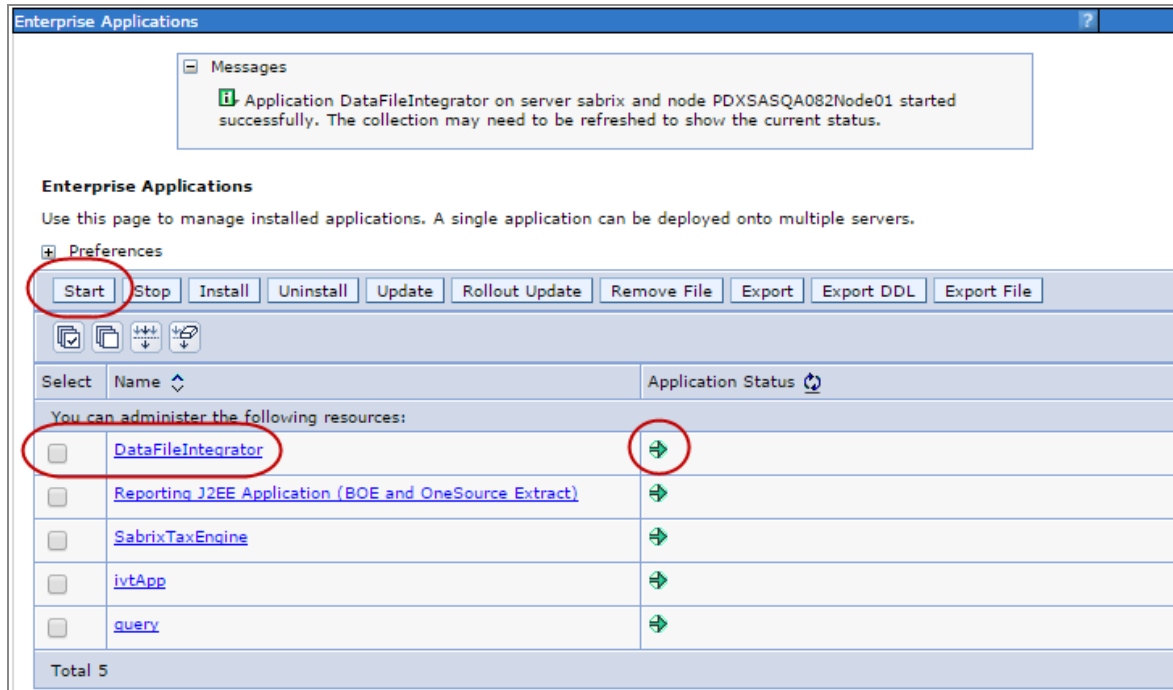 Enterprise Applications ?
Messages
Application DataFileIntegrator on server sabrix and node PDXSASQA082Node01 started
successfully. The collection may need to be refreshed to show the current status.
Enterprise Applications
Use this page to manage installed applications. A single application can be deployed onto multiple servers.
Preferences
Start Stop Install Uninstall Update Rollout Update Remove File Export Export DDL Export File
Select Name Application Status
You can administer the following resources:
DataFileIntegrator
Reporting J2EE Application (BOE and OneSource Extract)
SabrixTaxEngine
ivtApp
query
Total 5